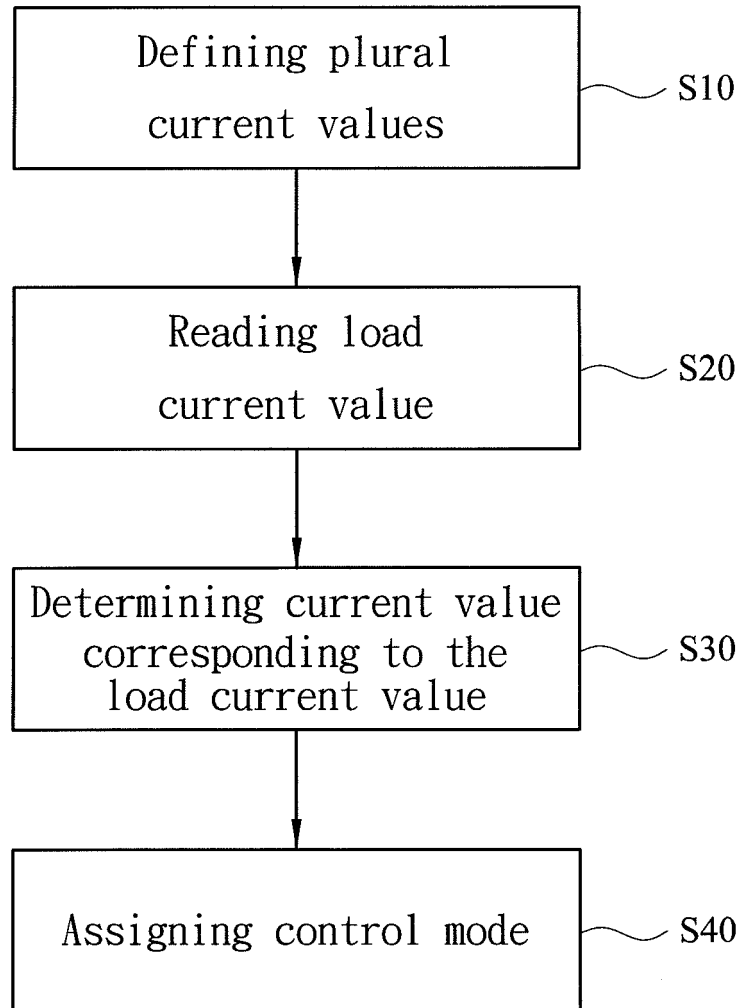 Defining plural
current values
S10
Reading load
current value
S20
Determining current value
corresponding to the
load current value
S30
Assigning control mode
S40